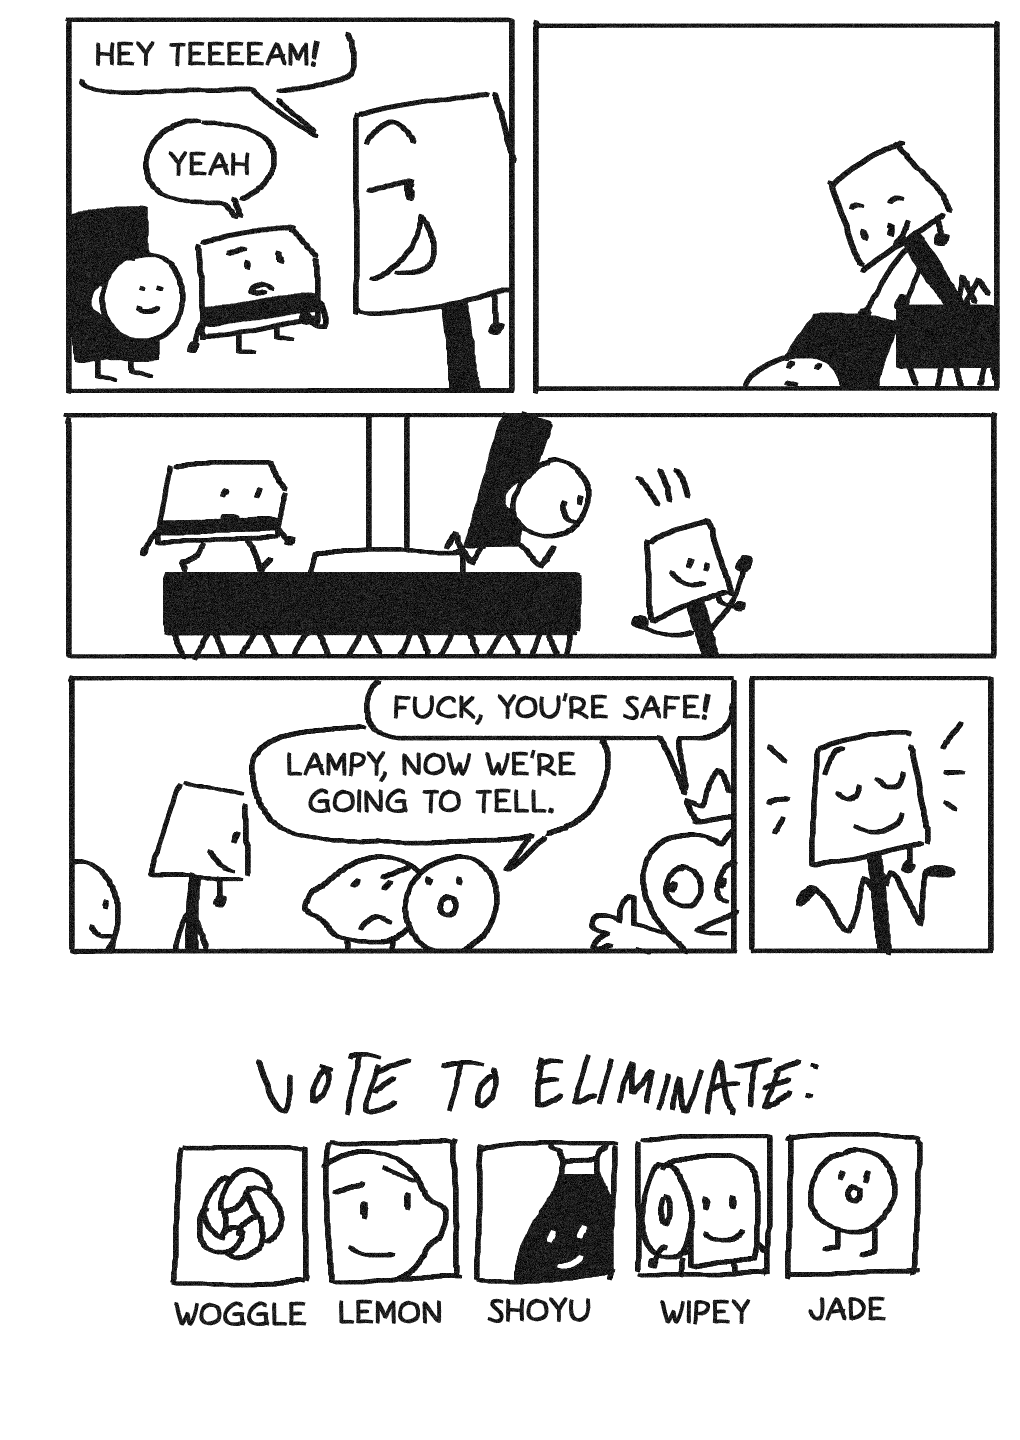 HEY TEEEEAM!
YEAH
FUCK, YOU'RE SAFE!
LAMPY, NOW WE'RE
GOING TO TELL.
VOTE TO ELIMINATE:
WOGGLE
LEMON
SHOYU
WIPEY
JADE